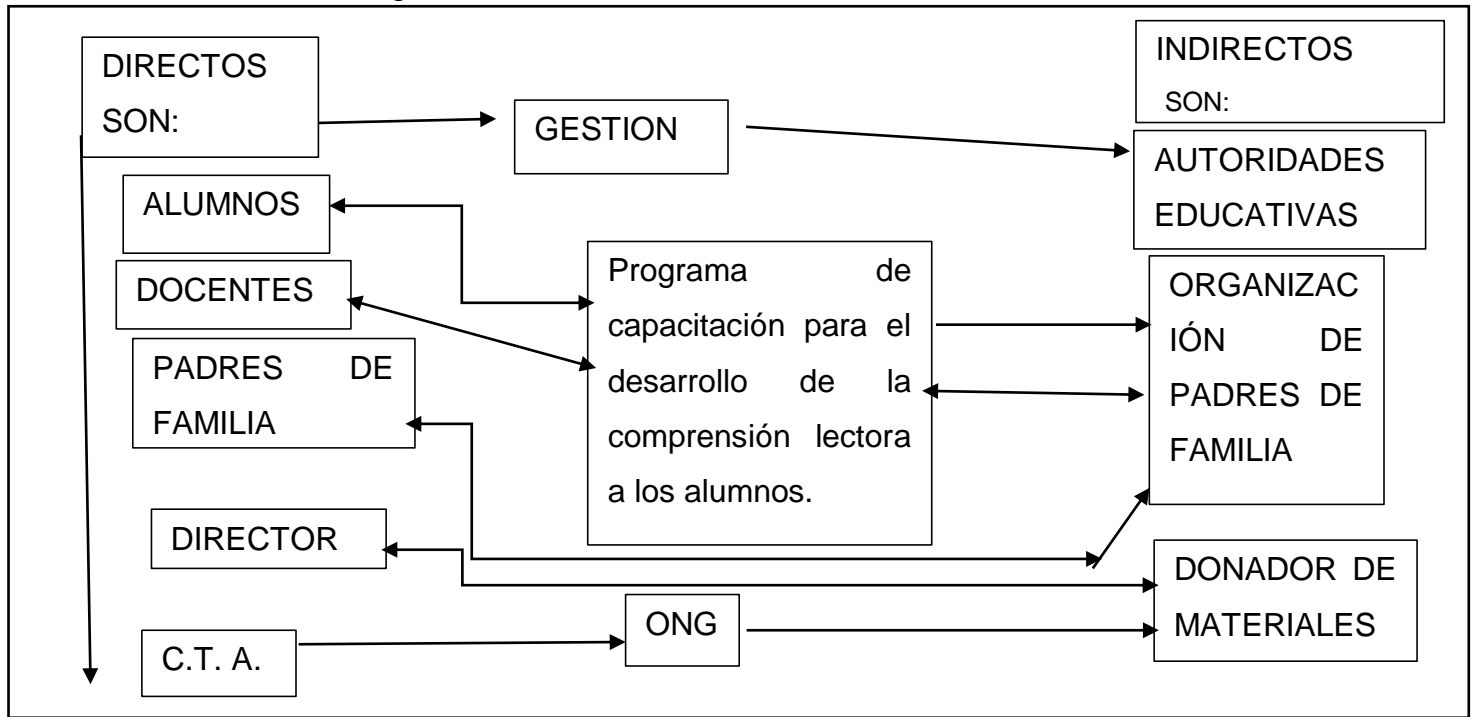 DIRECTOS
SON:
GESTION
INDIRECTOS
SON:
AUTORIDADES
EDUCATIVAS
ALUMNOS
DOCENTES
PADRES DE
FAMILIA
DIRECTOR
C.T. A.
Programa de
capacitación para el
desarrollo de la
comprensión lectora
a los alumnos.
ONG
ORGANIZAC
IÓN DE
PADRES DE
FAMILIA
DONADOR DE
MATERIALES